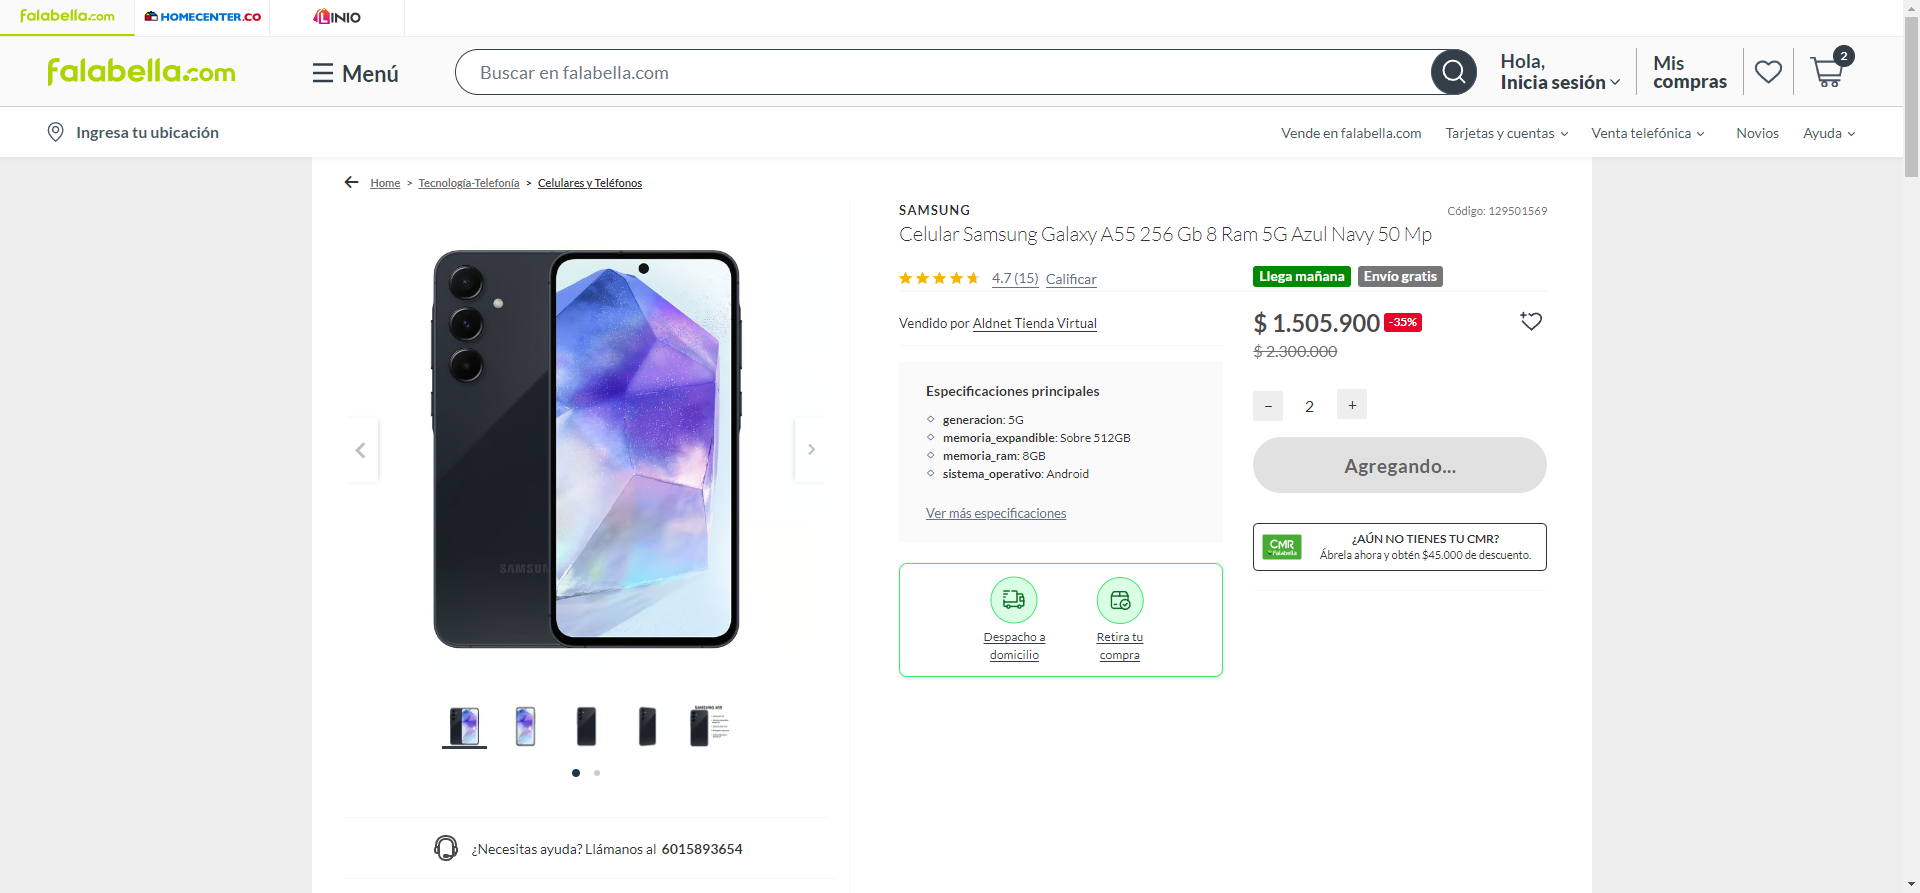 falabella.com
HOMECENTER.CO
LINIO
falabella.com
Menú
Buscar en falabella.com
Hola,
Inicia sesión
Mis
compras
2
Ingresa tu ubicación
Vende en falabella.com
Tarjetas y cuentas
Venta telefónica
Novios
Ayuda
Home > Tecnología-Telefonía > Celulares y Teléfonos
SAMSUNG
Código: 129501569
Celular Samsung Galaxy A55 256 Gb 8 Ram 5G Azul Navy 50 Mp
4.7 (15) Calificar
Llega mañana
Envío gratis
Vendido por Aldnet Tienda Virtual
$ 1.505.900 -35%
$ 2.300.000
Especificaciones principales
generacion: 5G
memoria_expandible: Sobre 512GB
memoria_ram: 8GB
sistema_operativo: Android
Ver más especificaciones
− 2 +
Agregando...
CMR
Falabella
¿AÚN NO TIENES TU CMR?
Ábrela ahora y obtén $45.000 de descuento.
Despacho a
domicilio
Retira tu
compra
SAMSUN
SAMSUNG A55
¿Necesitas ayuda? Llámanos al 6015893654